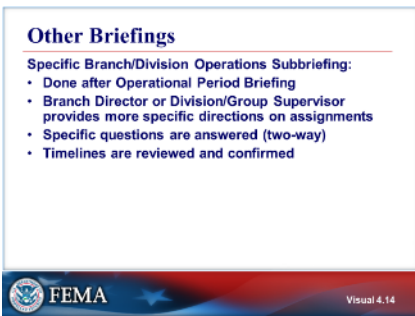 Other Briefings
Specific Branch/Division Operations Subbriefing:
• Done after Operational Period Briefing
• Branch Director or Division/Group Supervisor
provides more specific directions on assignments
• Specific questions are answered (two-way)
• Timelines are reviewed and confirmed
FEMA
Visual 4.14